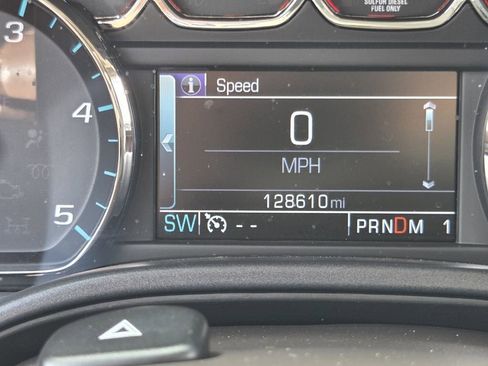 SULFUR DIESEL
FUEL ONLY
3
4
5
i Speed
0
MPH
128610 mi
SW -- PRNDM 1